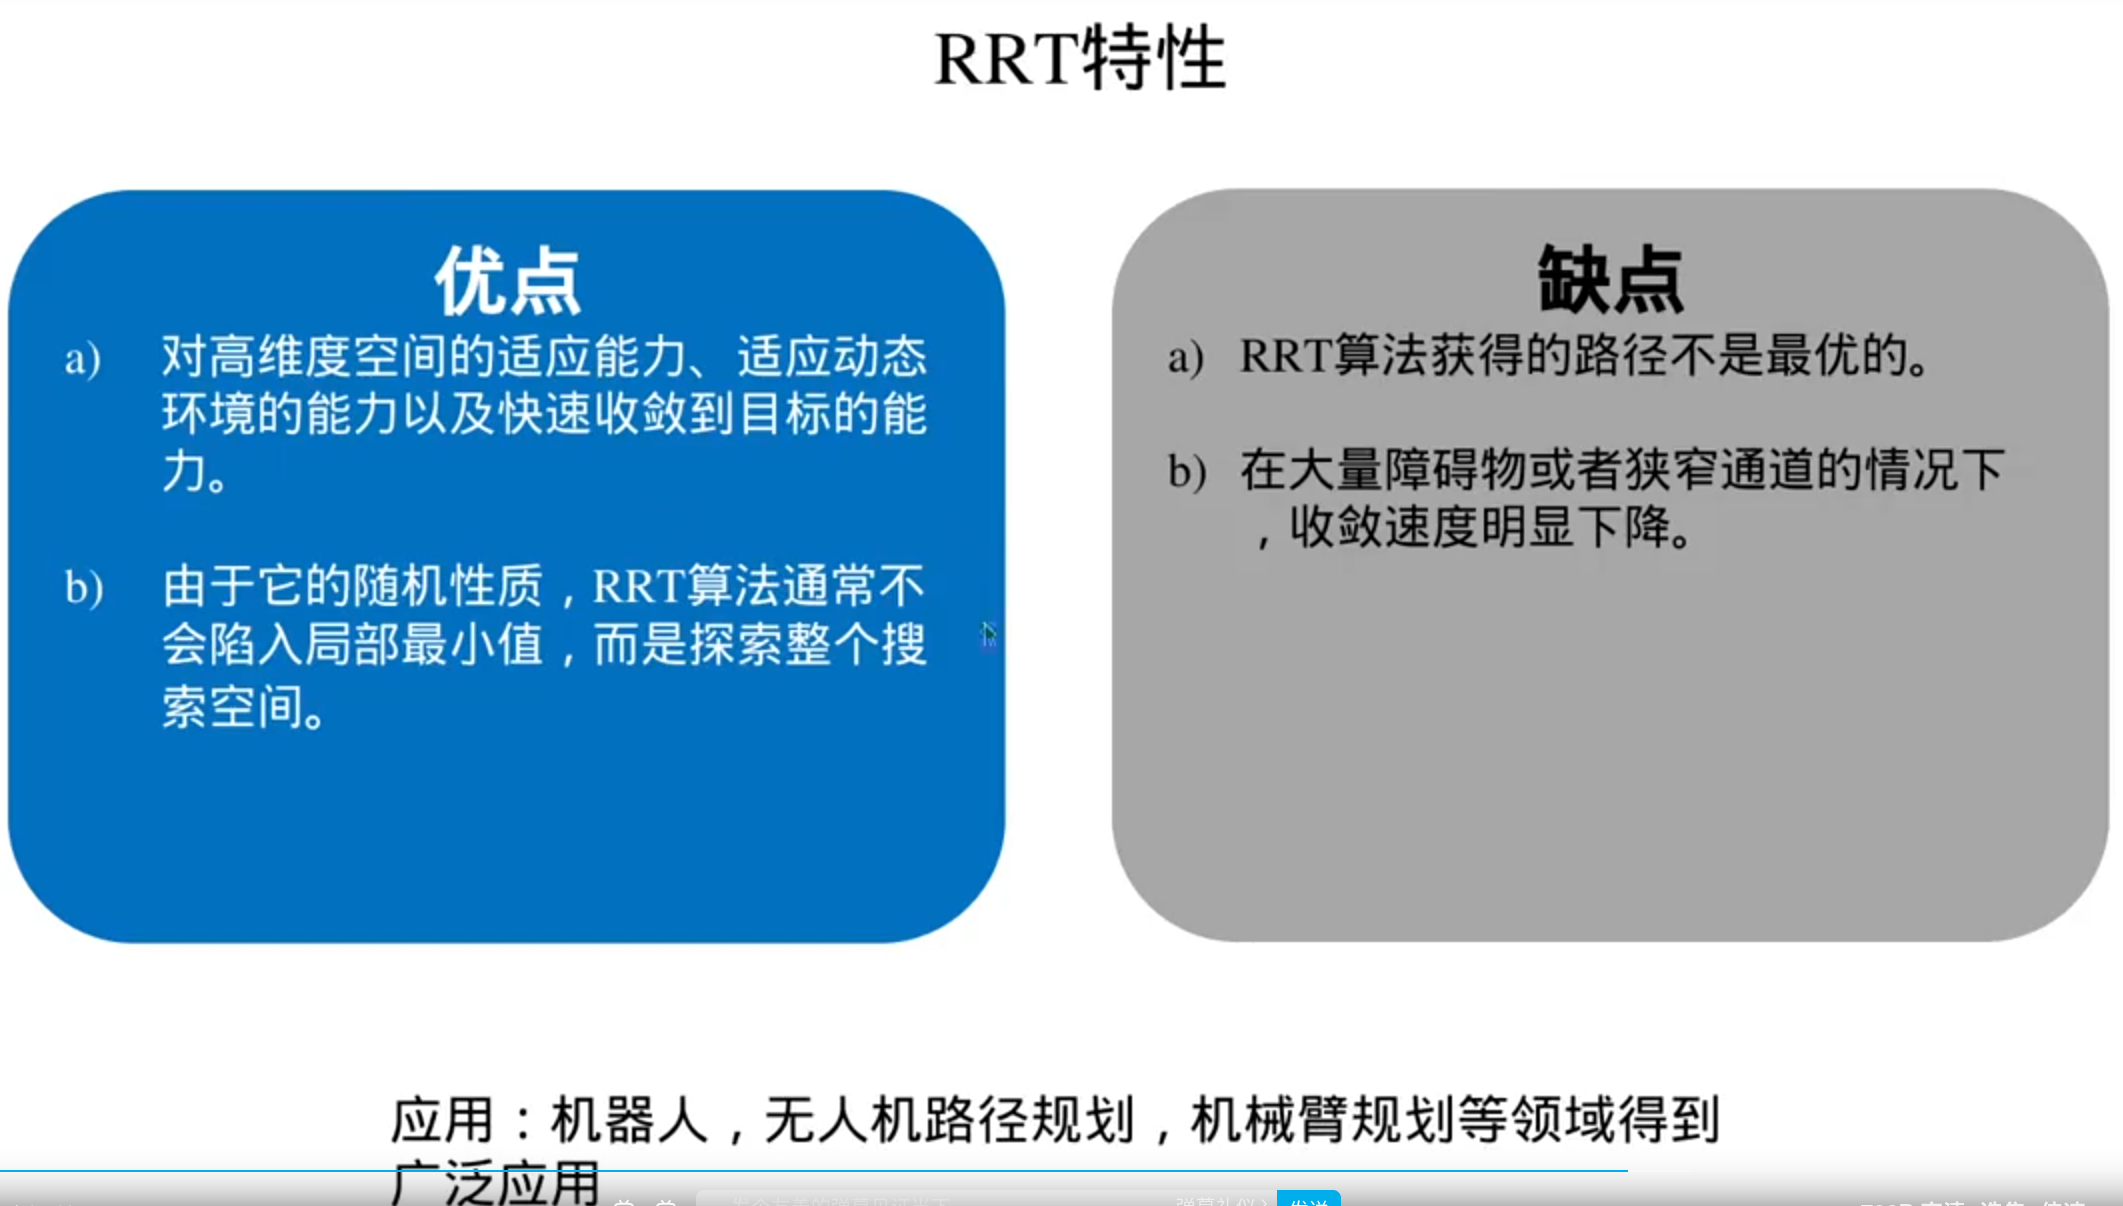 RRT特性
优点
a) 对高维度空间的适应能力、适应动态
环境的能力以及快速收敛到目标的能
力。
b) 由于它的随机性质，RRT算法通常不
会陷入局部最小值，而是探索整个搜
索空间。
缺点
a) RRT算法获得的路径不是最优的。
b) 在大量障碍物或者狭窄通道的情况下
，收敛速度明显下降。
应用：机器人，无人机路径规划，机械臂规划等领域得到
广泛应用
弹幕礼仪 发送